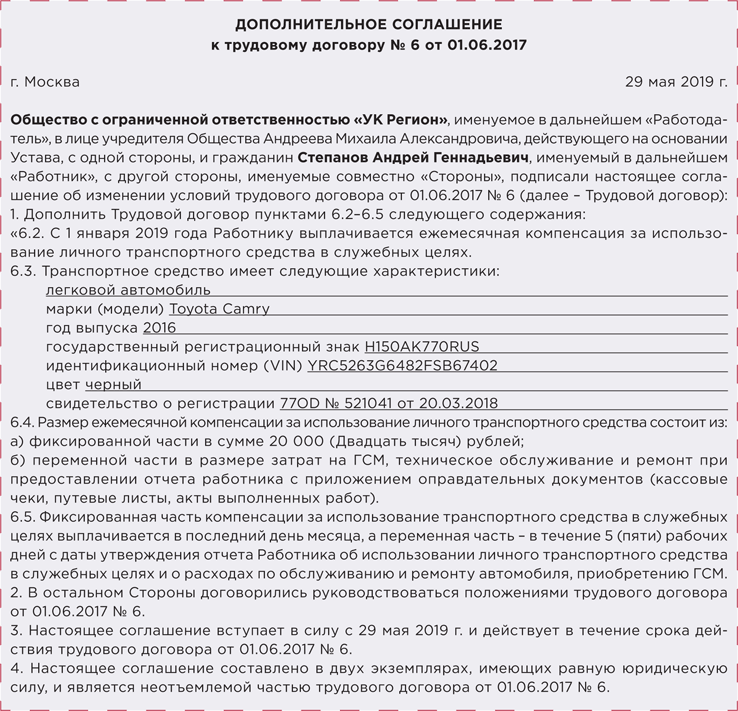 ДОПОЛНИТЕЛЬНОЕ СОГЛАШЕНИЕ
к трудовому договору № 6 от 01.06.2017
г. Москва 29 мая 2019 г.
Общество с ограниченной ответственностью «УК Регион», именуемое в дальнейшем «Работода-
тель», в лице учредителя Общества Андреева Михаила Александровича, действующего на основании
Устава, с одной стороны, и гражданин Степанов Андрей Геннадьевич, именуемый в дальнейшем
«Работник», с другой стороны, именуемые совместно «Стороны», подписали настоящее согла-
шение об изменении условий трудового договора от 01.06.2017 № 6 (далее – Трудовой договор):
1. Дополнить Трудовой договор пунктами 6.2–6.5 следующего содержания:
«6.2. С 1 января 2019 года Работнику выплачивается ежемесячная компенсация за использо-
вание личного транспортного средства в служебных целях.
6.3. Транспортное средство имеет следующие характеристики:
легковой автомобиль
марки (модели) Toyota Camry
год выпуска 2016
государственный регистрационный знак H150AK770RUS
идентификационный номер (VIN) YRC5263G6482FSB67402
цвет черный
свидетельство о регистрации 77OD № 521041 от 20.03.2018
6.4. Размер ежемесячной компенсации за использование личного транспортного средства состоит из:
а) фиксированной части в сумме 20 000 (Двадцать тысяч) рублей;
б) переменной части в размере затрат на ГСМ, техническое обслуживание и ремонт при
предоставлении отчета работника с приложением оправдательных документов (кассовые
чеки, путевые листы, акты выполненных работ).
6.5. Фиксированная часть компенсации за использование транспортного средства в служебных
целях выплачивается в последний день месяца, а переменная часть – в течение 5 (пяти) рабочих
дней с даты утверждения отчета Работника об использовании личного транспортного средства
в служебных целях и о расходах по обслуживанию и ремонту автомобиля, приобретению ГСМ.
2. В остальном Стороны договорились руководствоваться положениями трудового договора
от 01.06.2017 № 6.
3. Настоящее соглашение вступает в силу с 29 мая 2019 г. и действует в течение срока дей-
ствия трудового договора от 01.06.2017 № 6.
4. Настоящее соглашение составлено в двух экземплярах, имеющих равную юридическую
силу, и является неотъемлемой частью трудового договора от 01.06.2017 № 6.